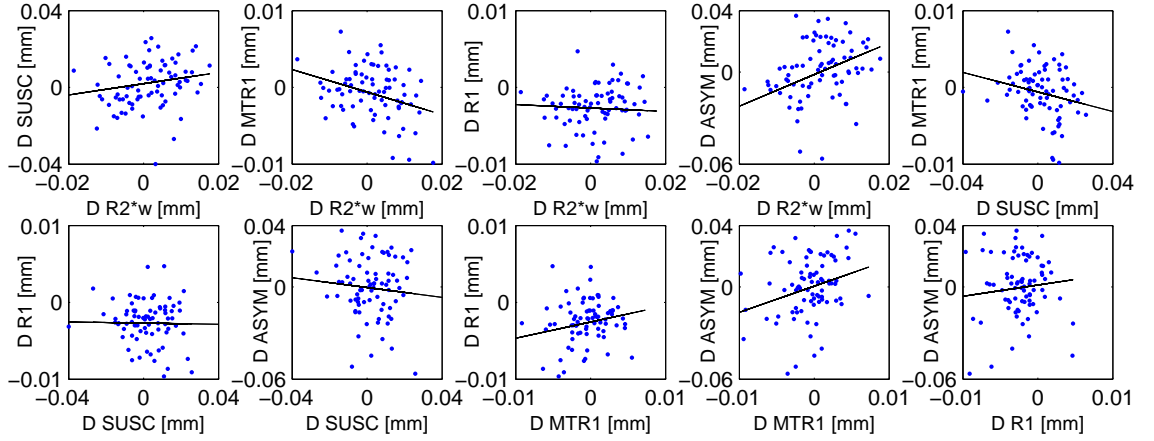 0.04
0
−0.04
D SUSC [mm]
−0.02 0 0.02
D R2*w [mm]
0.01
0
−0.01
D MTR1 [mm]
−0.02 0 0.02
D R2*w [mm]
0.01
0
−0.01
D R1 [mm]
−0.02 0 0.02
D R2*w [mm]
0.04
0
−0.06
D ASYM [mm]
−0.02 0 0.02
D R2*w [mm]
0.01
0
−0.01
D MTR1 [mm]
−0.04 0 0.04
D SUSC [mm]
0.01
0
−0.01
D R1 [mm]
−0.04 0 0.04
D SUSC [mm]
0.04
0
−0.06
D ASYM [mm]
−0.04 0 0.04
D SUSC [mm]
0.01
0
−0.01
D R1 [mm]
−0.01 0 0.01
D MTR1 [mm]
0.04
0
−0.06
D ASYM [mm]
−0.01 0 0.01
D MTR1 [mm]
0.04
0
−0.06
D ASYM [mm]
−0.01 0 0.01
D R1 [mm]